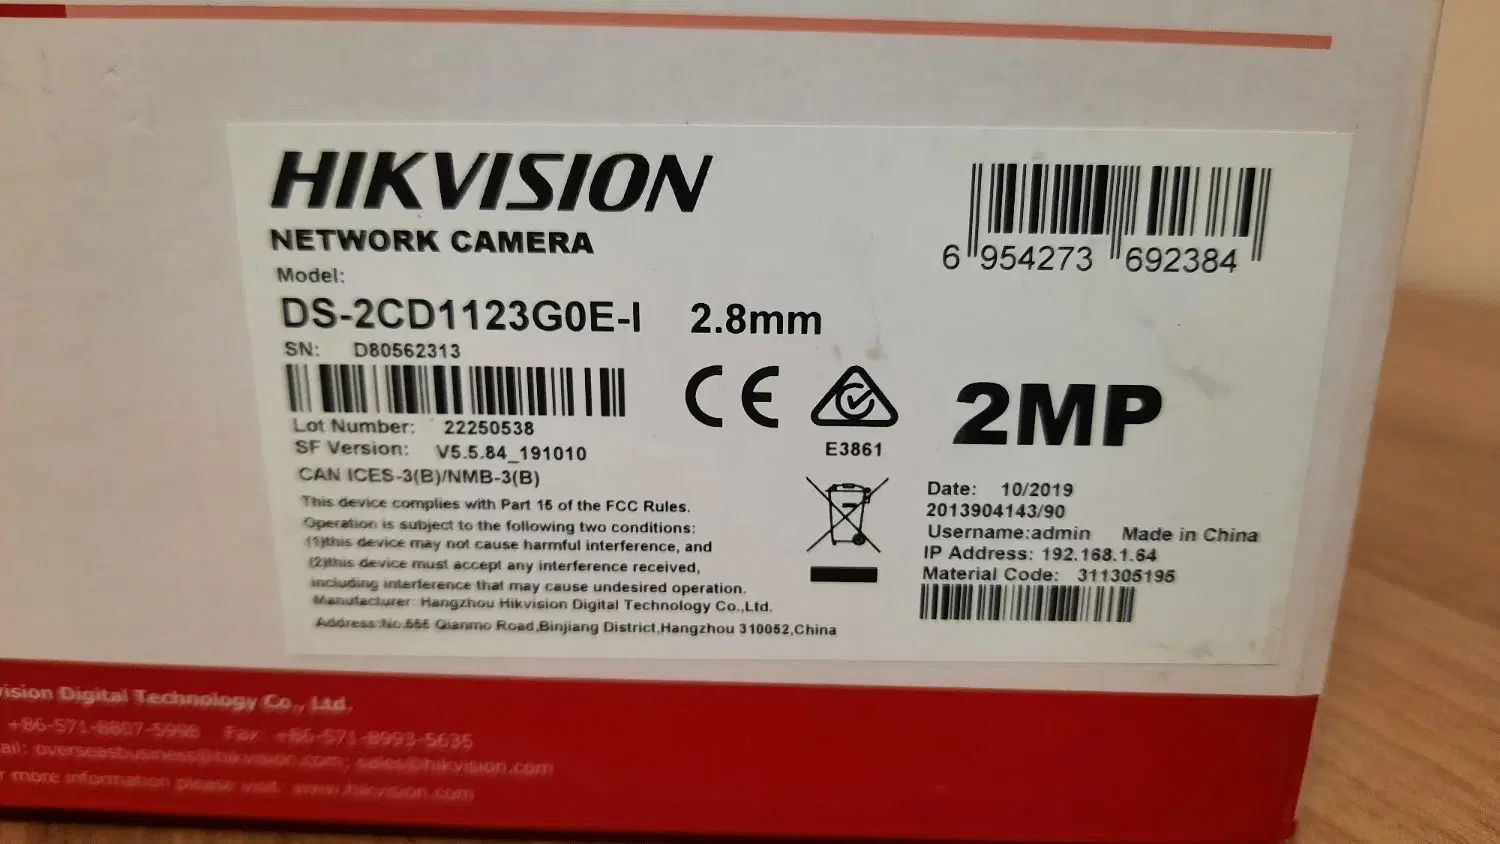 HIKVISION
NETWORK CAMERA
Model:
DS-2CD1123G0E-I 2.8mm
SN: D80562313
Lot Number: 22250538
SF Version: V5.5.84_191010
CAN ICES-3(B)/NMB-3(B)
This device complies with Part 15 of the FCC Rules.
Operation is subject to the following two conditions:
(1)this device may not cause harmful interference, and
(2)this device must accept any interference received,
including interference that may cause undesired operation.
Manufacturer: Hangzhou Hikvision Digital Technology Co.,Ltd.
Address:No.555 Qianmo Road,Binjiang District,Hangzhou 310052,China
CE
E3861
6 954273 692384
2MP
Date: 10/2019
2013904143/90
Username:admin Made in China
IP Address: 192.168.1.64
Material Code: 311305195
vision Digital Technology Co., Ltd.
+86-571-8807-5998 Fax +86-571-8993-5635
ail: overseasbusiness@hikvision.com; sales@hikvision.com
r more information please visit: www.hikvision.com